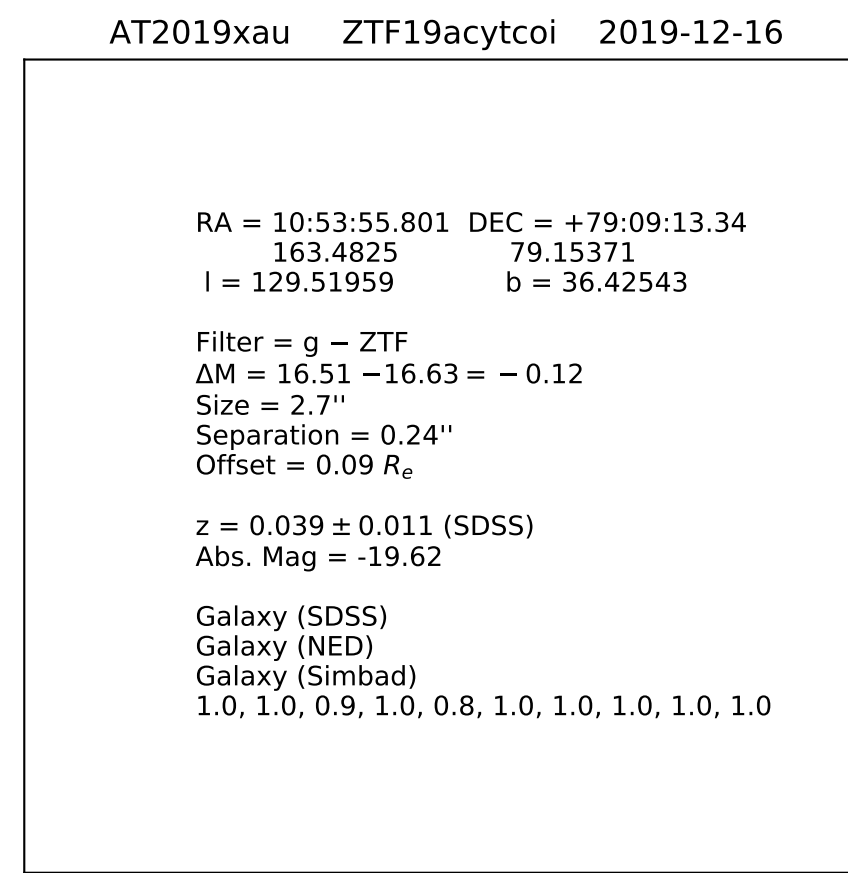 AT2019xau ZTF19acytcoi 2019-12-16
RA = 10:53:55.801 DEC = +79:09:13.34
163.4825 79.15371
l = 129.51959 b = 36.42543
Filter = g − ZTF
ΔM = 16.51 −16.63 = − 0.12
Size = 2.7''
Separation = 0.24''
Offset = 0.09 Re
z = 0.039 ± 0.011 (SDSS)
Abs. Mag = -19.62
Galaxy (SDSS)
Galaxy (NED)
Galaxy (Simbad)
1.0, 1.0, 0.9, 1.0, 0.8, 1.0, 1.0, 1.0, 1.0, 1.0